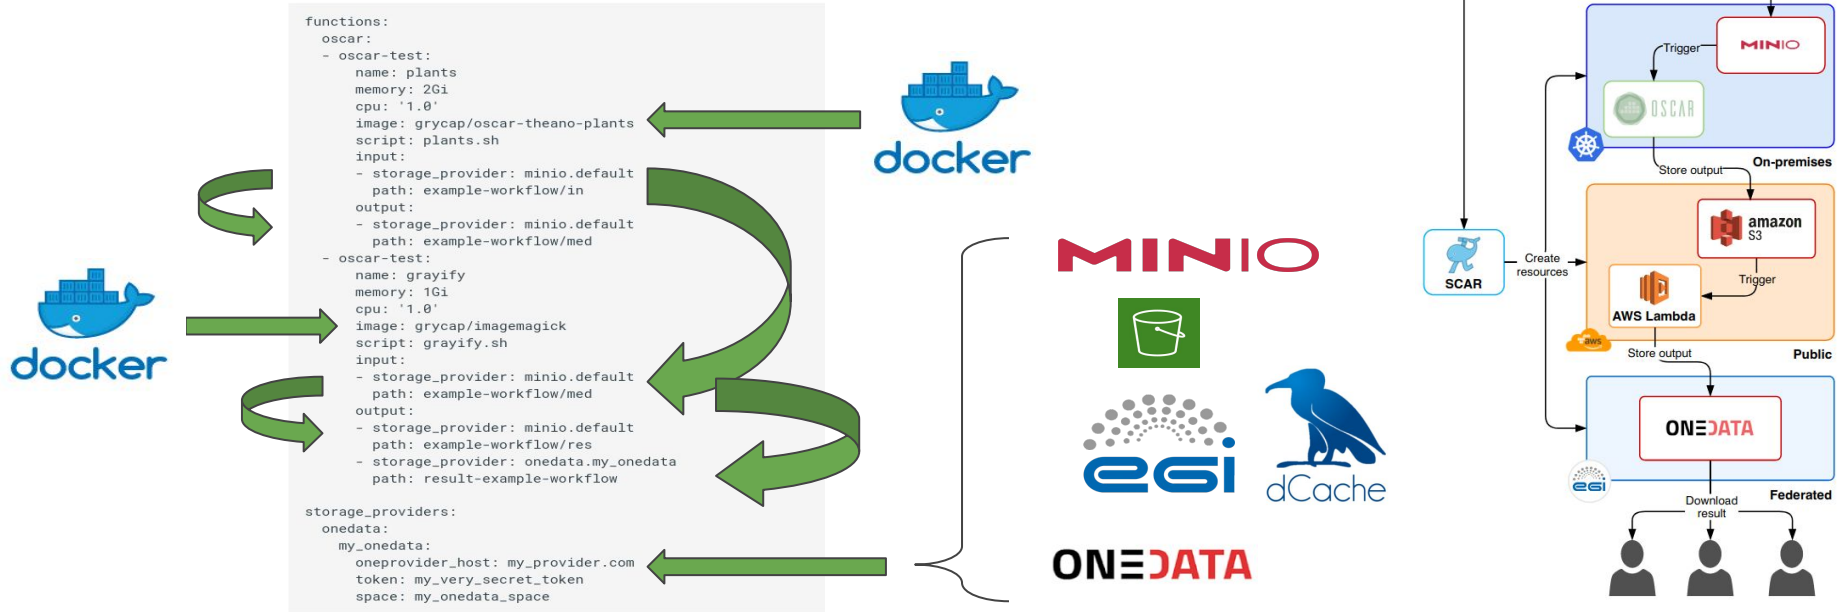 functions:
  oscar:
  - oscar-test:
      name: plants
      memory: 2Gi
      cpu: '1.0'
      image: grycap/oscar-theano-plants
      script: plants.sh
      input:
      - storage_provider: minio.default
        path: example-workflow/in
      output:
      - storage_provider: minio.default
        path: example-workflow/med
  - oscar-test:
      name: grayify
      memory: 1Gi
      cpu: '1.0'
      image: grycap/imagemagick
      script: grayify.sh
      input:
      - storage_provider: minio.default
        path: example-workflow/med
      output:
      - storage_provider: minio.default
        path: example-workflow/res
      - storage_provider: onedata.my_onedata
        path: result-example-workflow
storage_providers:
  onedata:
    my_onedata:
      oneprovider_host: my_provider.com
      token: my_very_secret_token
      space: my_onedata_space
docker
docker
MINIO
egi
dCache
ONEDATA
MINIO
Trigger
OSCAR
On-premises
Store output
amazon
S3
Trigger
AWS Lambda
aws
Public
SCAR
Create
resources
Store output
ONEDATA
egi
Federated
Download
result